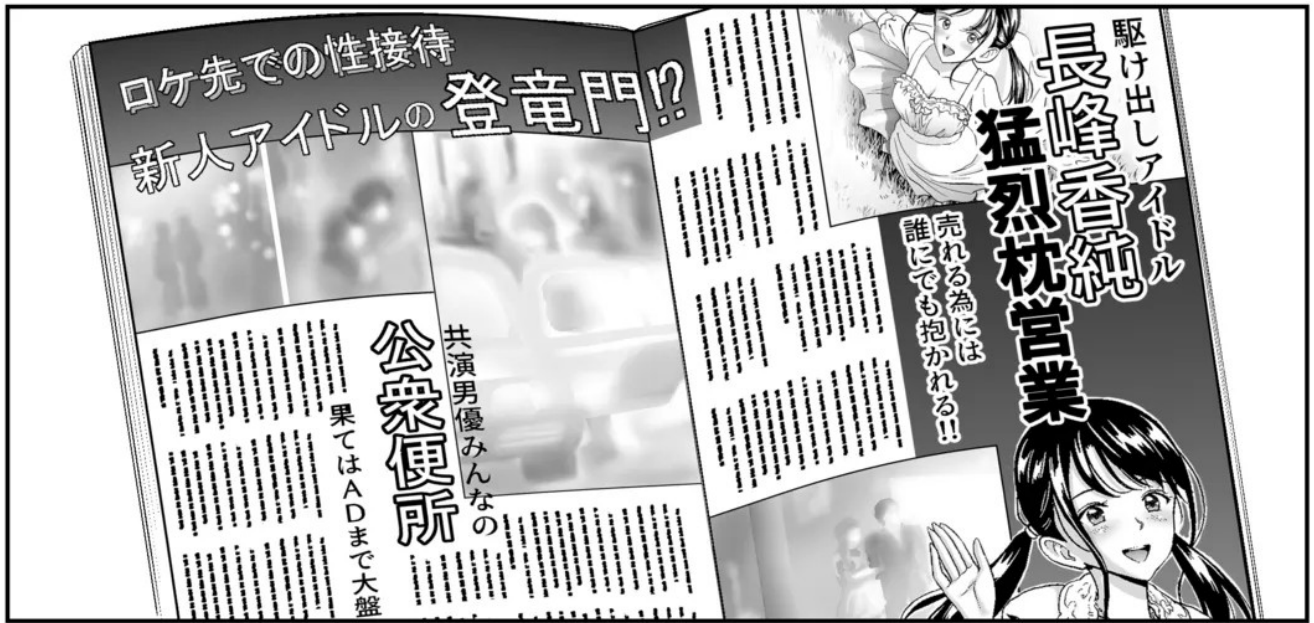 駆け出しアイドル
長峰香純
猛烈枕営業
売れる為には
誰にでも抱かれる!!
ロケ先での性接待
新人アイドルの登竜門!?
共演男優みんなの
公衆便所
果てはADまで大盤